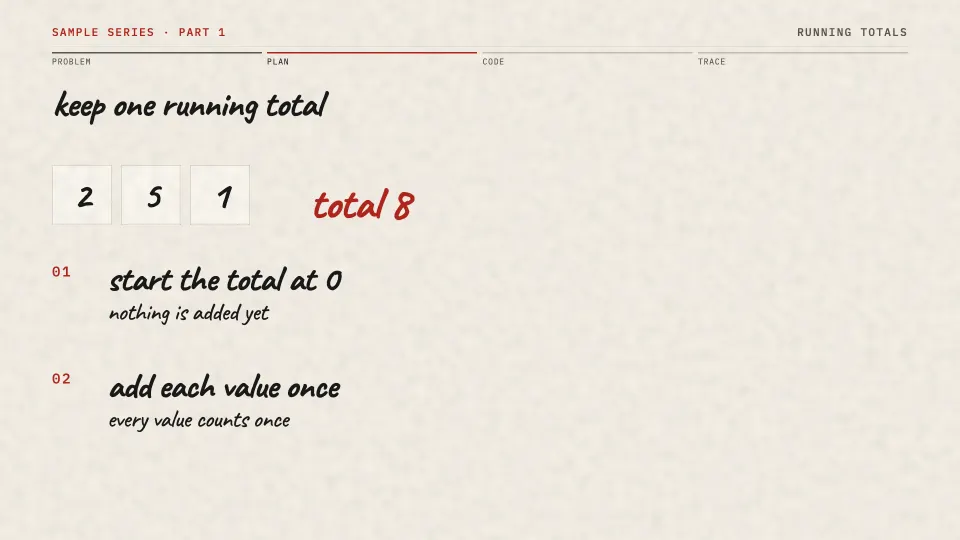 SAMPLE SERIES · PART 1
RUNNING TOTALS
PROBLEM
PLAN
CODE
TRACE
keep one running total
2 5 1
total 8
01
start the total at 0
nothing is added yet
02
add each value once
every value counts once